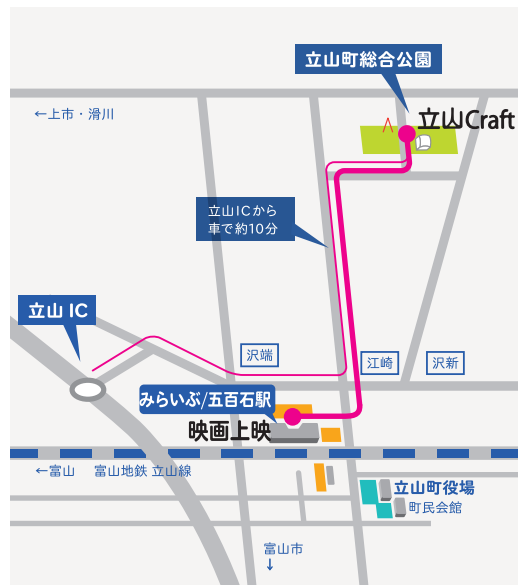 立山町総合公園
←上市・滑川
立山Craft
立山ICから
車で約10分
立山 IC
沢端
江崎
沢新
みらいぶ/五百石駅
映画上映
←富山
富山地鉄 立山線
立山町役場
町民会館
富山市
↓